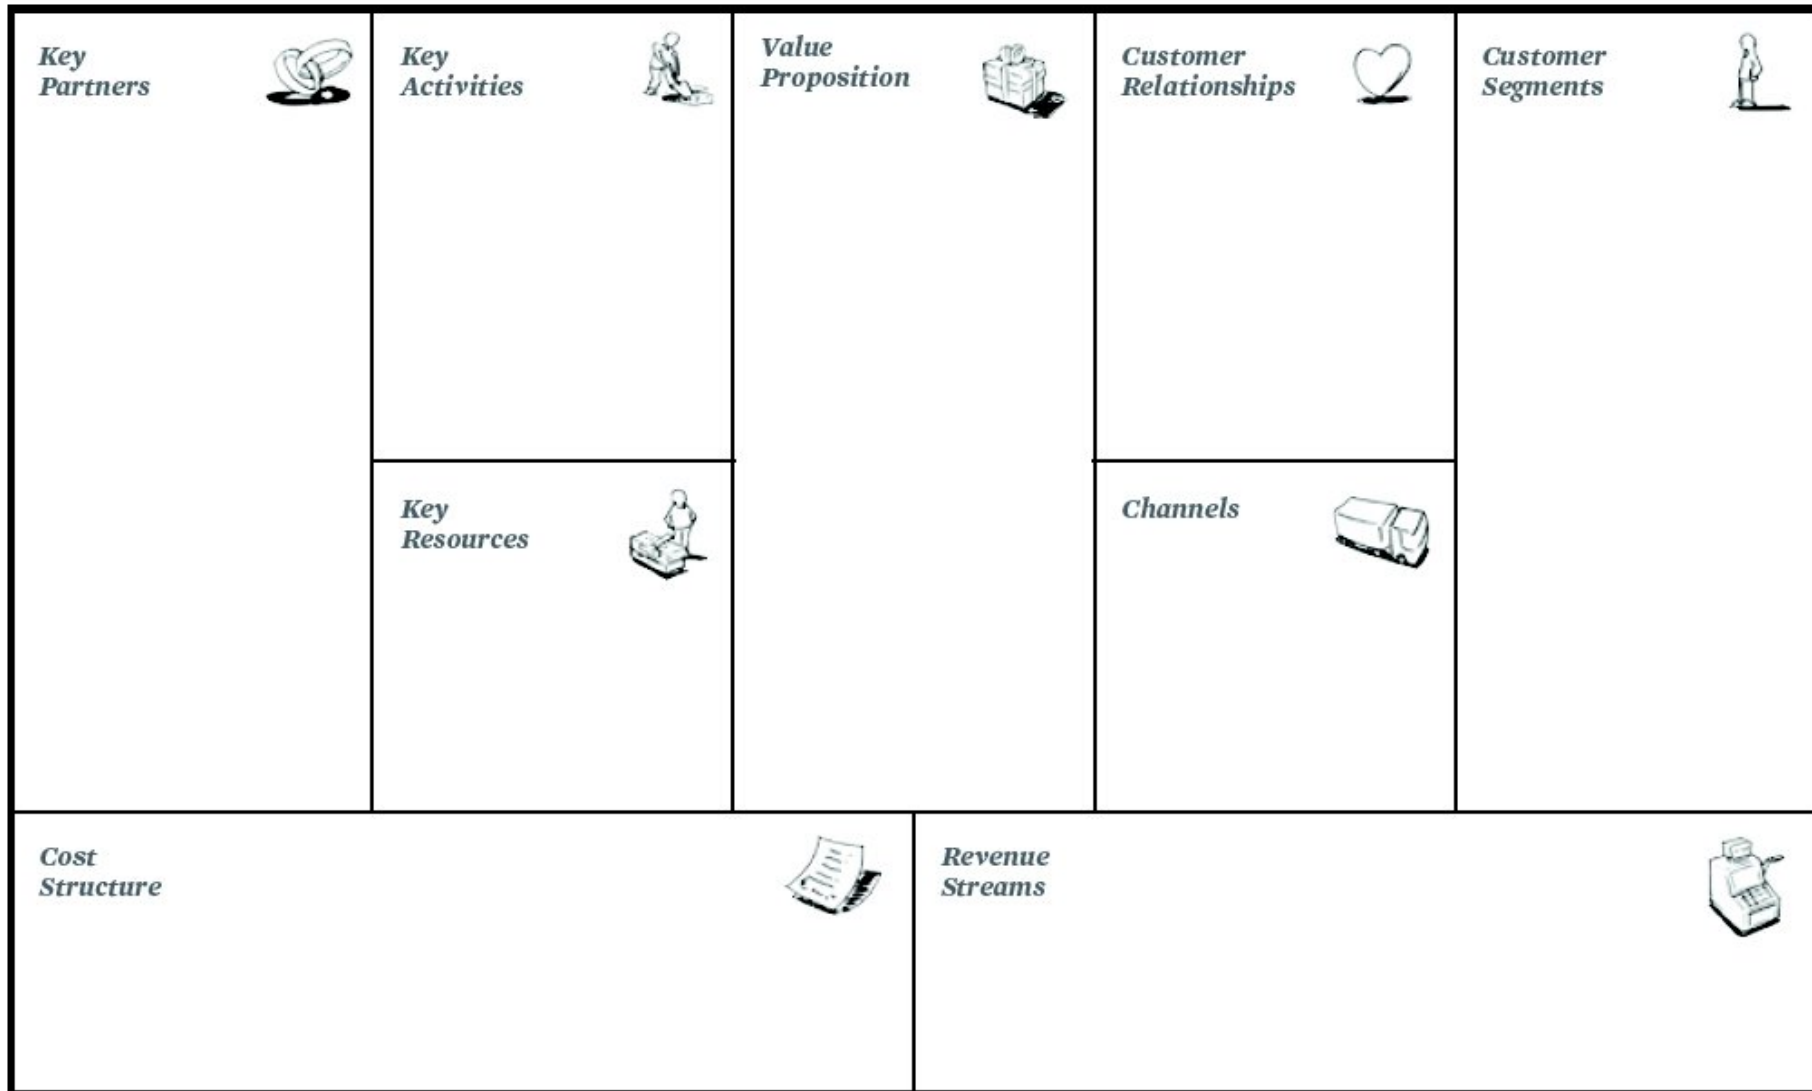 Key
Partners
Key
Activities
Value
Proposition
Customer
Relationships
Customer
Segments
Key
Resources
Channels
Cost
Structure
Revenue
Streams